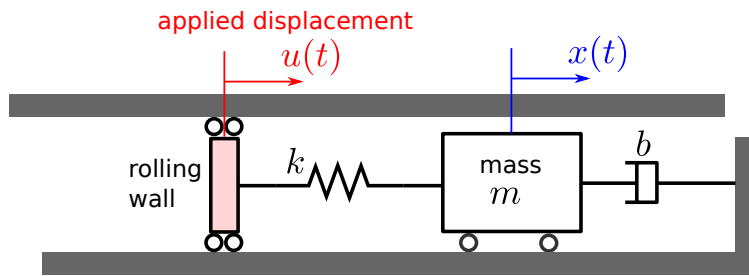 applied displacement
u(t)
x(t)
rolling
wall
k
mass
m
b